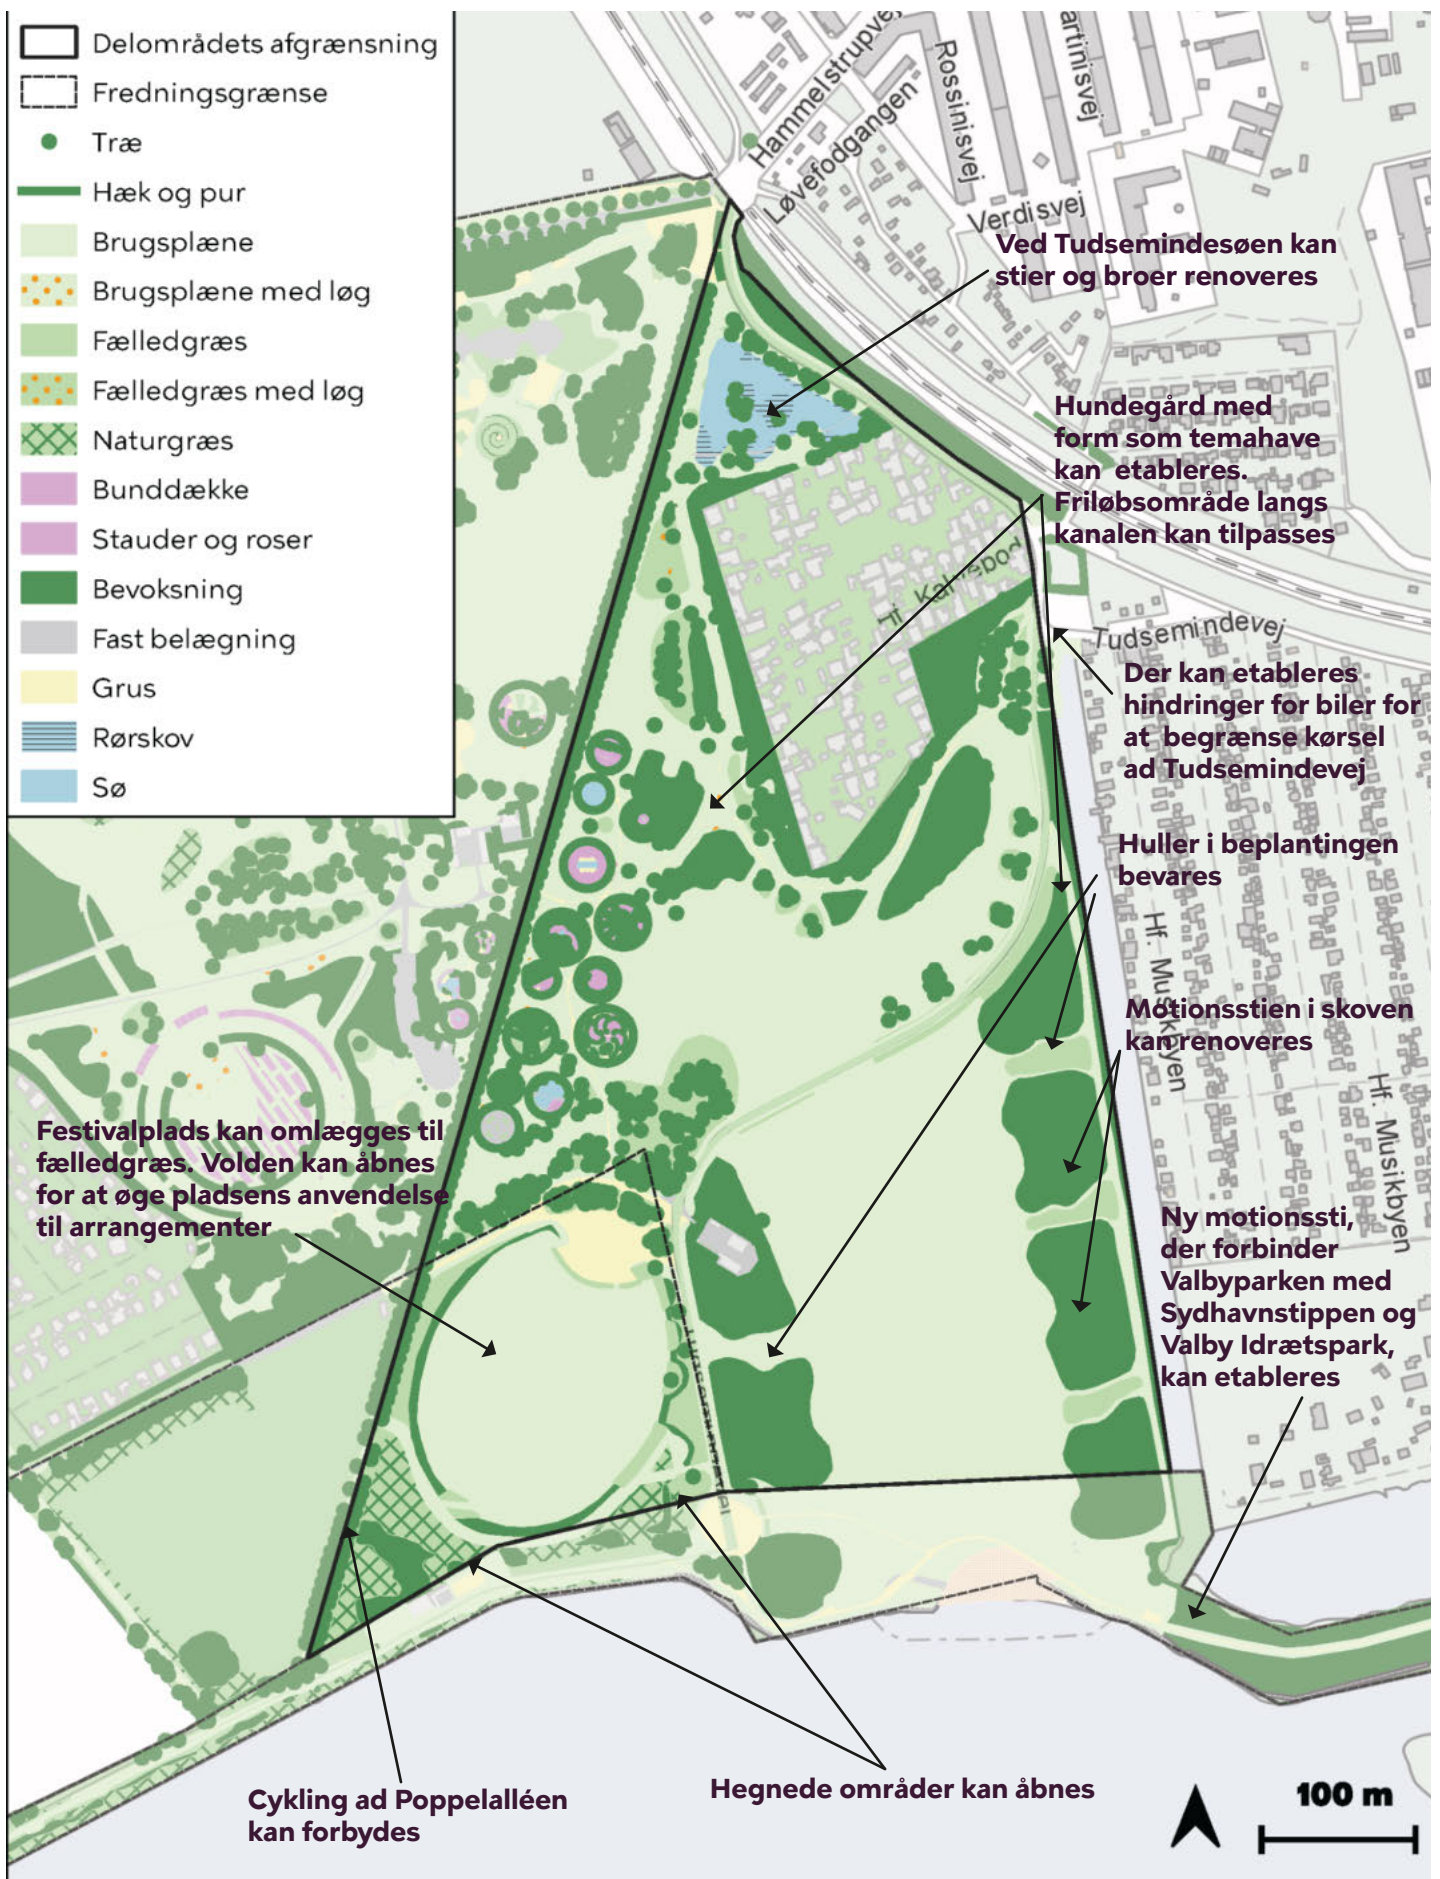 Delområdets afgrænsning
Fredningsgrænse
Træ
Hæk og pur
Brugsplæne
Brugsplæne med løg
Fælledgræs
Fælledgræs med løg
Naturgræs
Bunddække
Stauder og roser
Bevoksning
Fast belægning
Grus
Rørskov
Sø
Hammelstrupvej
Løvefodgangen
Rossinisvej
artinisvej
Verdisvej
Ved Tudsemindesøen kan
stier og broer renoveres
Hundegård med
form som temahave
kan etableres.
Friløbsområde langs
kanalen kan tilpasses
Hf. Kalvebod
Tudsemindevej
Der kan etableres
hindringer for biler for
at begrænse kørsel
ad Tudsemindevej
Huller i beplantingen
bevares
Hf. Musikbyen
Motionsstien i skoven
kan renoveres
Hf. Musikbyen
Festivalplads kan omlægges til
fælledgræs. Volden kan åbnes
for at øge pladsens anvendelse
til arrangementer
Ny motionssti,
der forbinder
Valbyparken med
Sydhavnstippen og
Valby Idrætspark,
kan etableres
Cykling ad Poppelalléen
kan forbydes
Hegnede områder kan åbnes
100 m